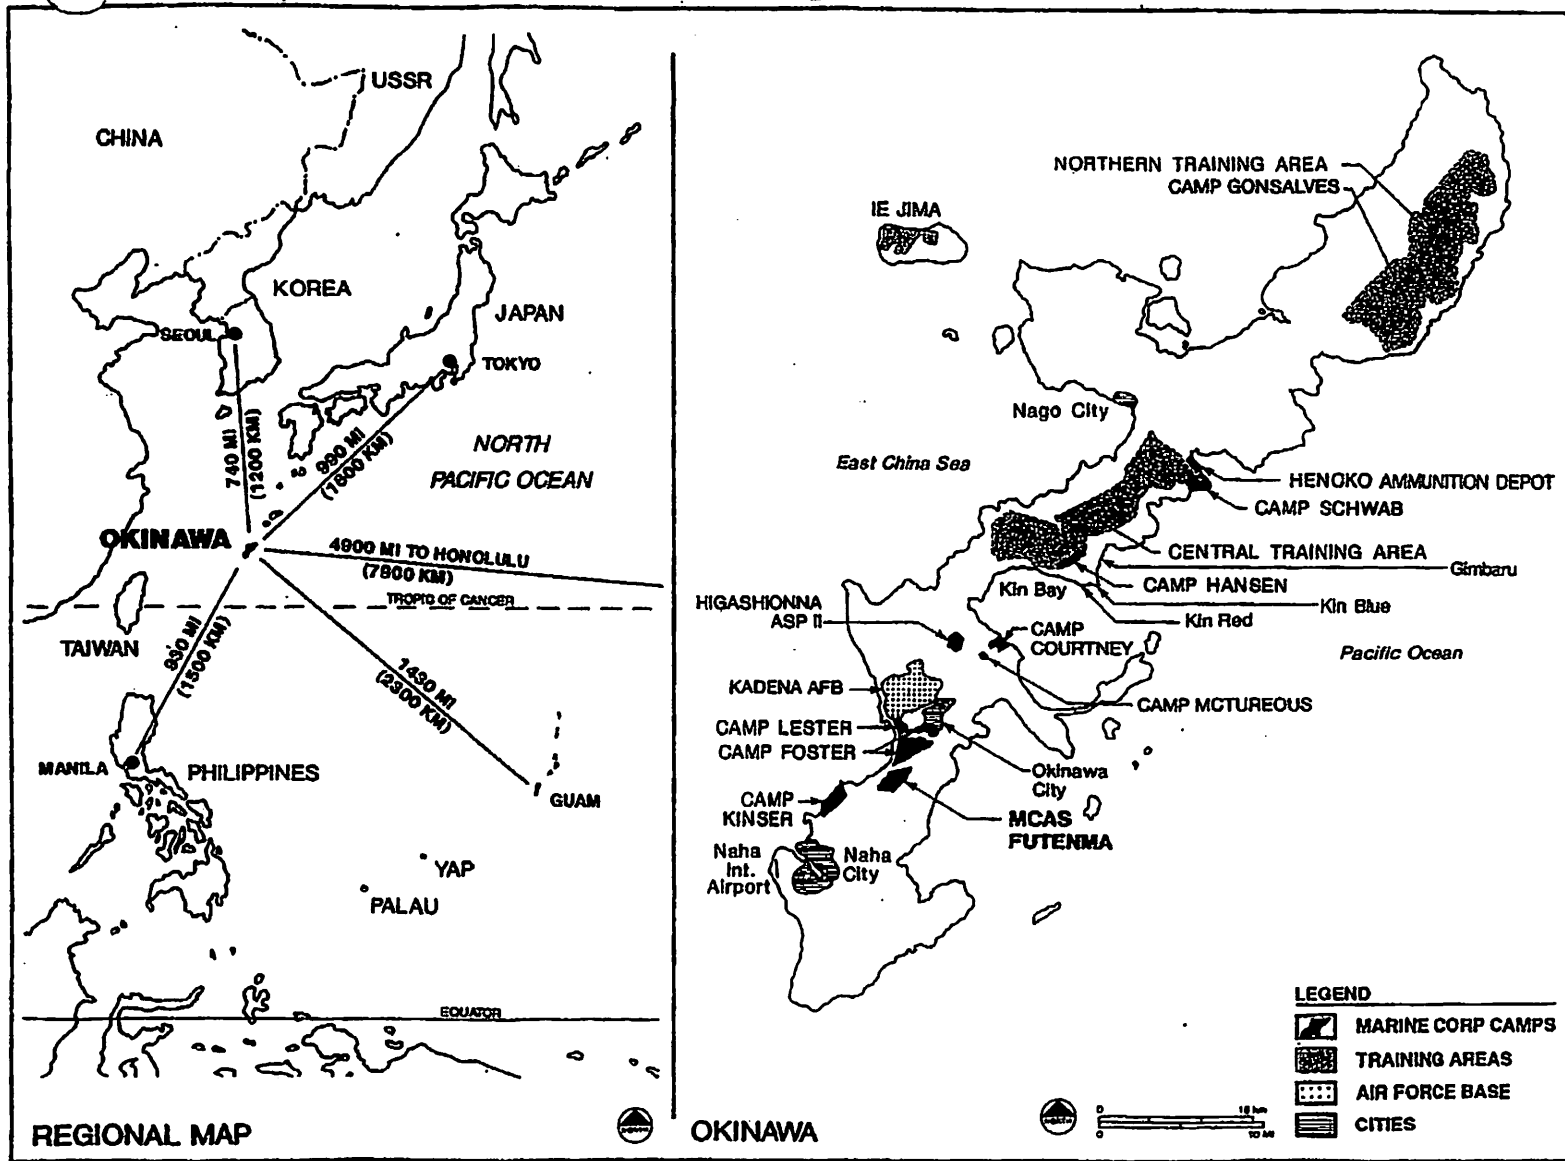 USSR
CHINA
KOREA
SEOUL
JAPAN
TOKYO
740 MI
(1200 KM)
990 MI
(1600 KM)
NORTH
PACIFIC OCEAN
OKINAWA
4900 MI TO HONOLULU
(7800 KM)
TROPIC OF CANCER
TAIWAN
930 MI
(1500 KM)
1430 MI
(2300 KM)
MANILA
PHILIPPINES
GUAM
YAP
PALAU
EQUATOR
REGIONAL MAP
NORTHERN TRAINING AREA
CAMP GONSALVES
IE JIMA
Nago City
East China Sea
HENOKO AMMUNITION DEPOT
CAMP SCHWAB
CENTRAL TRAINING AREA
Gimbaru
CAMP HANSEN
Kin Bay
Kin Blue
Kin Red
HIGASHIONNA
ASP II
CAMP
COURTNEY
Pacific Ocean
KADENA AFB
CAMP MCTUREOUS
CAMP LESTER
CAMP FOSTER
Okinawa
City
CAMP
KINSER
MCAS
FUTENMA
Naha
Int.
Airport
Naha
City
LEGEND
MARINE CORP CAMPS
TRAINING AREAS
AIR FORCE BASE
CITIES
0
km
0
10 MI
OKINAWA